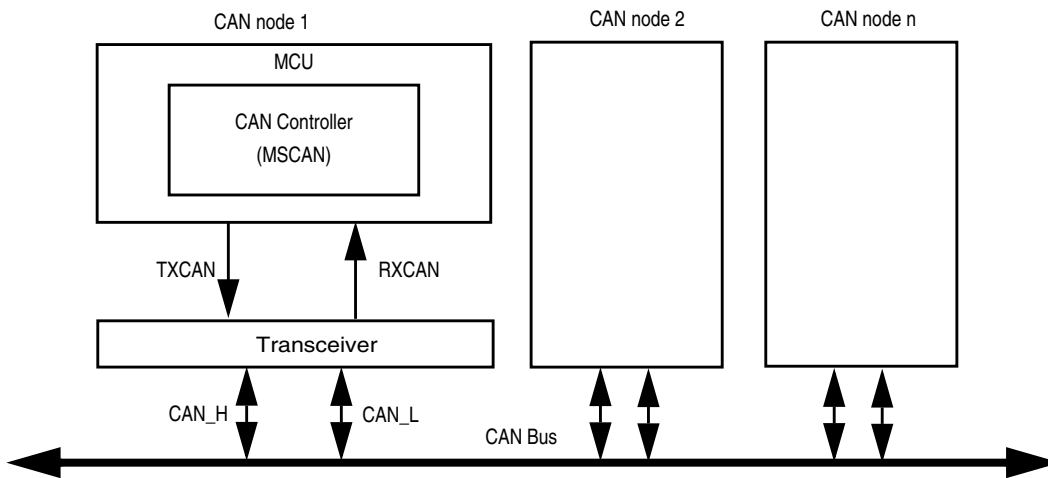 CAN node 1
CAN node 2
CAN node n
MCU
CAN Controller
(MSCAN)
TXCAN
RXCAN
Transceiver
CAN_H
CAN_L
CAN Bus